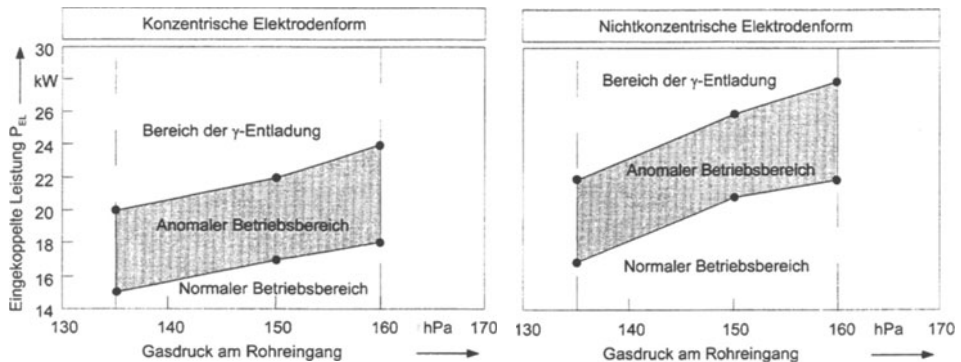 Konzentrische Elektrodenform
Eingekoppelte Leistung P_EL
30
kW
26
24
22
20
18
16
14
Bereich der γ-Entladung
Anomaler Betriebsbereich
Normaler Betriebsbereich
130 140 150 160 hPa 170
Gasdruck am Rohreingang
Nichtkonzentrische Elektrodenform
Bereich der γ-Entladung
Anomaler Betriebsbereich
Normaler Betriebsbereich
130 140 150 160 hPa 170
Gasdruck am Rohreingang